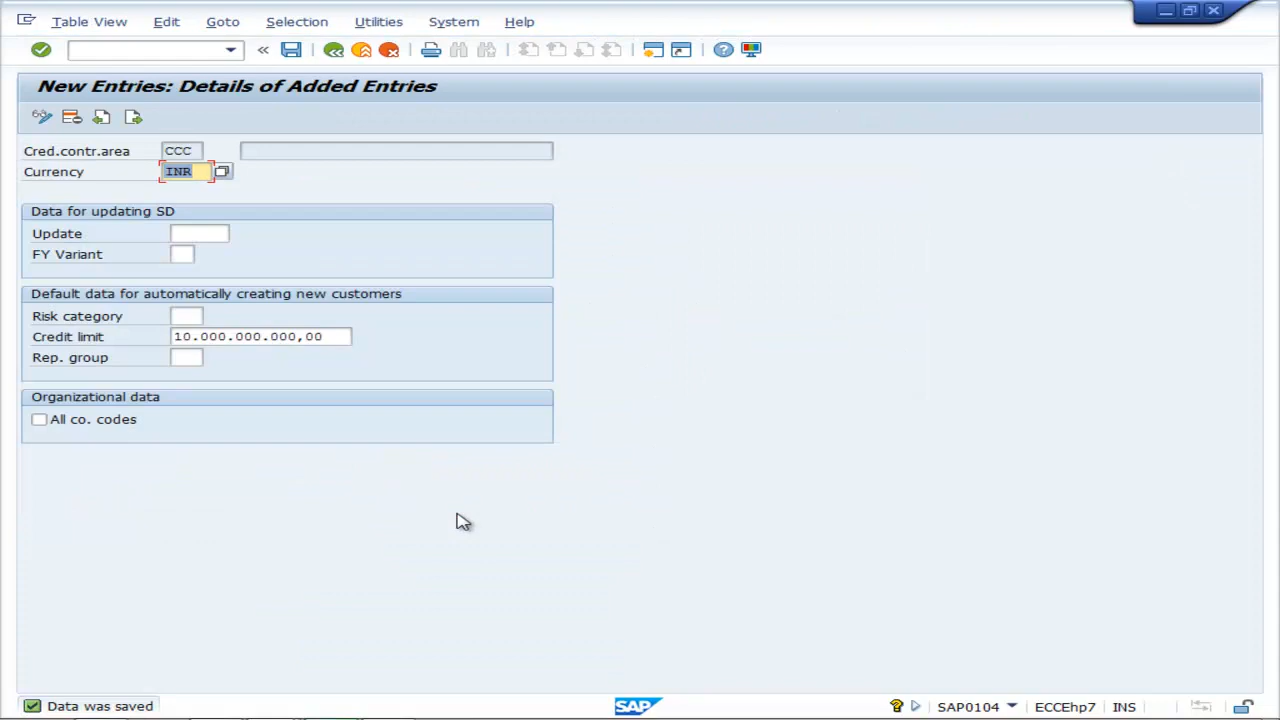 Table View Edit Goto Selection Utilities System Help
New Entries: Details of Added Entries
Cred.contr.area CCC
Currency INR
Data for updating SD
Update
FY Variant
Default data for automatically creating new customers
Risk category
Credit limit 10.000.000.000,00
Rep. group
Organizational data
All co. codes
Data was saved SAP SAP0104 ECCEhp7 INS